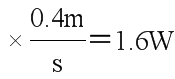 × 0.4m/s = 1.6W